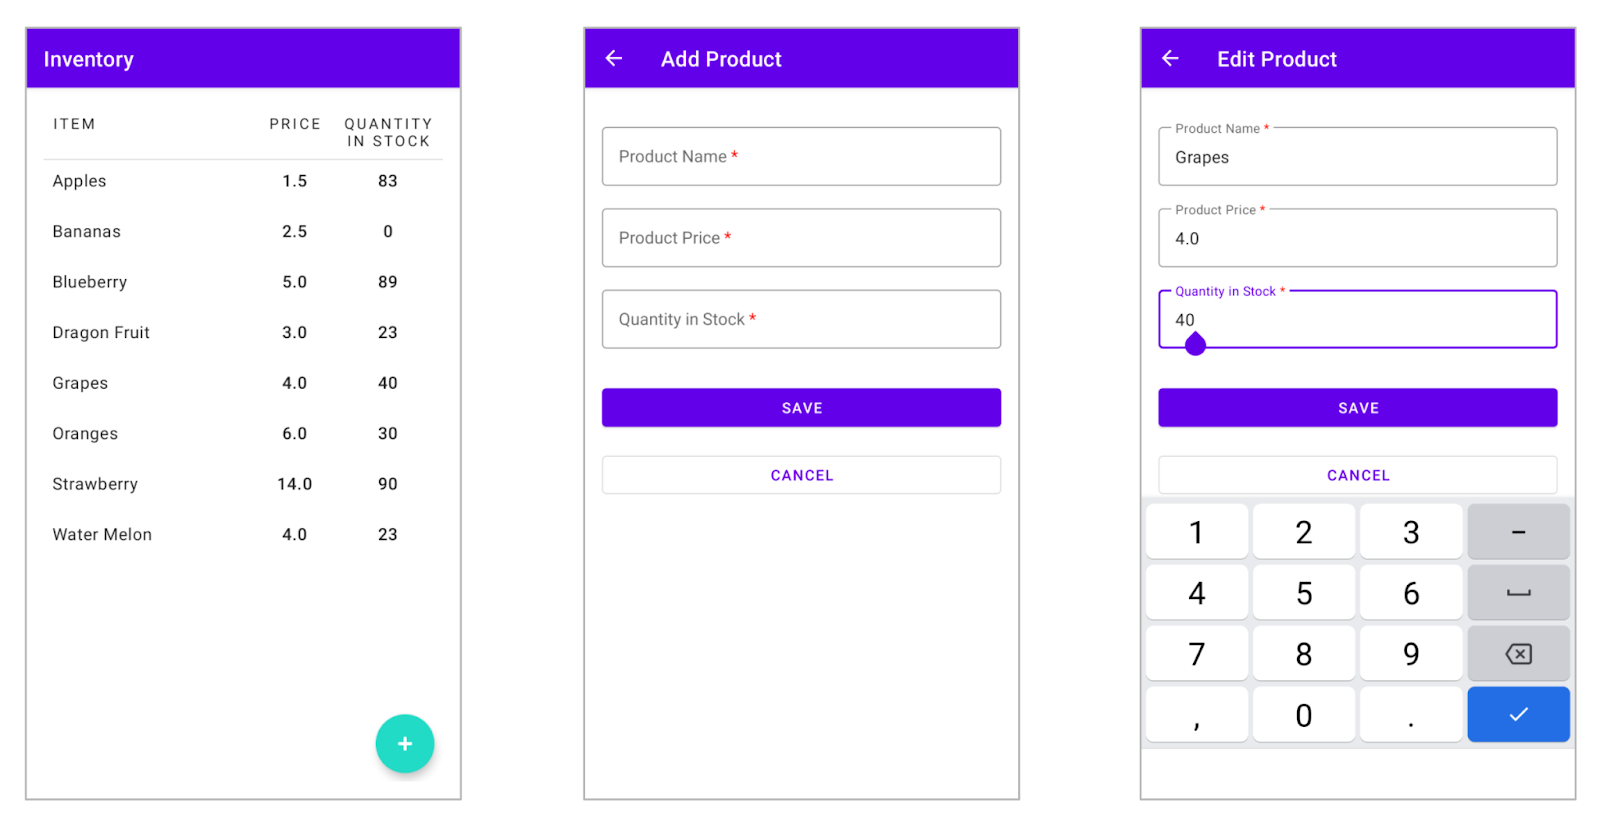 Inventory
ITEM PRICE QUANTITY
IN STOCK
Apples 1.5 83
Bananas 2.5 0
Blueberry 5.0 89
Dragon Fruit 3.0 23
Grapes 4.0 40
Oranges 6.0 30
Strawberry 14.0 90
Water Melon 4.0 23
+
Add Product
Product Name *
Product Price *
Quantity in Stock *
SAVE
CANCEL
Edit Product
Product Name *
Grapes
Product Price *
4.0
Quantity in Stock *
40
SAVE
CANCEL
1 2 3 –
4 5 6
7 8 9
, 0 .